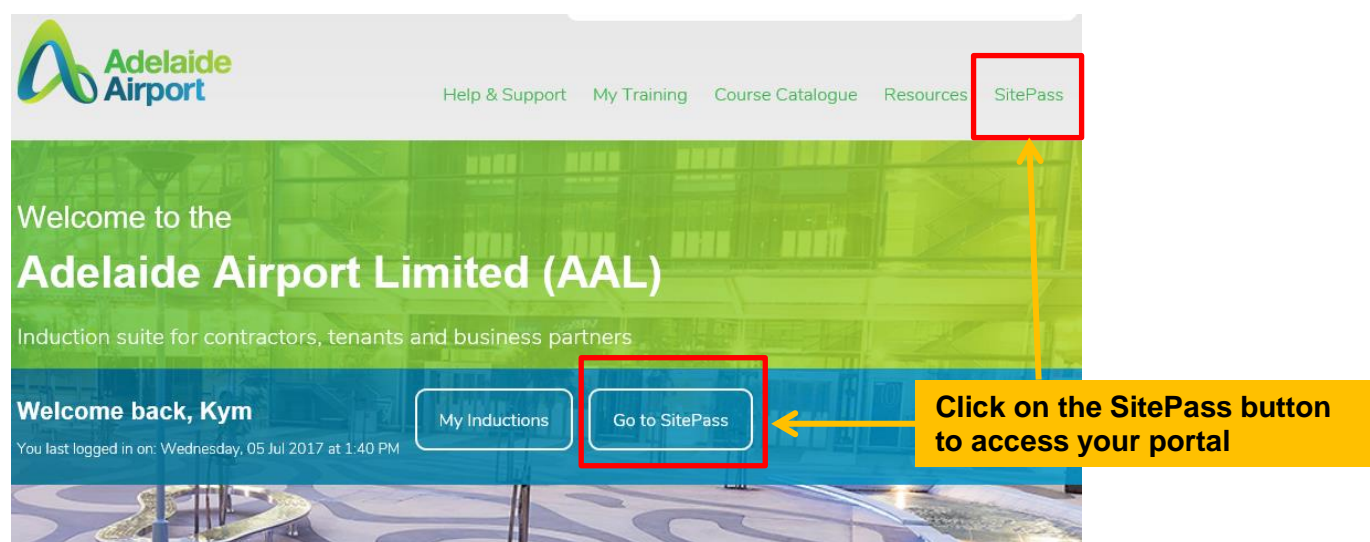 Adelaide
Airport
Help & Support My Training Course Catalogue Resources SitePass
Welcome to the
Adelaide Airport Limited (AAL)
Induction suite for contractors, tenants and business partners
Welcome back, Kym
You last logged in on: Wednesday, 05 Jul 2017 at 1:40 PM
My Inductions
Go to SitePass
Click on the SitePass button
to access your portal